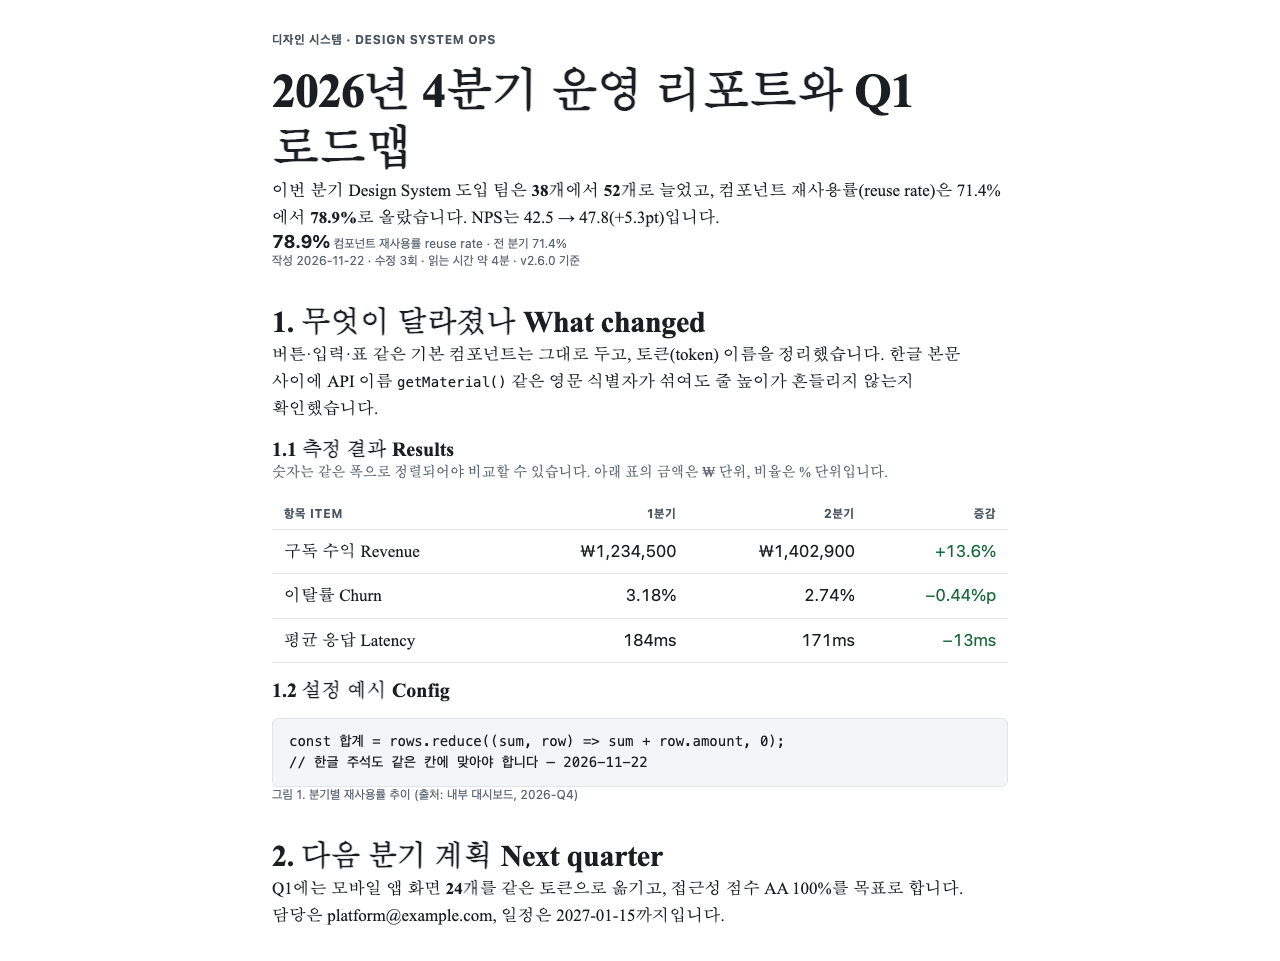 디자인 시스템 · DESIGN SYSTEM OPS
2026년 4분기 운영 리포트와 Q1
로드맵
이번 분기 Design System 도입 팀은 38개에서 52개로 늘었고, 컴포넌트 재사용률(reuse rate)은 71.4%
에서 78.9%로 올랐습니다. NPS는 42.5 → 47.8(+5.3pt)입니다.
78.9% 컴포넌트 재사용률 reuse rate · 전 분기 71.4%
작성 2026-11-22 · 수정 3회 · 읽는 시간 약 4분 · v2.6.0 기준
1. 무엇이 달라졌나 What changed
버튼·입력·표 같은 기본 컴포넌트는 그대로 두고, 토큰(token) 이름을 정리했습니다. 한글 본문
사이에 API 이름 getMaterial() 같은 영문 식별자가 섞여도 줄 높이가 흔들리지 않는지
확인했습니다.
1.1 측정 결과 Results
숫자는 같은 폭으로 정렬되어야 비교할 수 있습니다. 아래 표의 금액은 ₩ 단위, 비율은 % 단위입니다.
항목 ITEM 1분기 2분기 증감
구독 수익 Revenue ₩1,234,500 ₩1,402,900 +13.6%
이탈률 Churn 3.18% 2.74% −0.44%p
평균 응답 Latency 184ms 171ms −13ms
1.2 설정 예시 Config
const 합계 = rows.reduce((sum, row) => sum + row.amount, 0);
// 한글 주석도 같은 칸에 맞아야 합니다 — 2026-11-22
그림 1. 분기별 재사용률 추이 (출처: 내부 대시보드, 2026-Q4)
2. 다음 분기 계획 Next quarter
Q1에는 모바일 앱 화면 24개를 같은 토큰으로 옮기고, 접근성 점수 AA 100%를 목표로 합니다.
담당은 platform@example.com, 일정은 2027-01-15까지입니다.